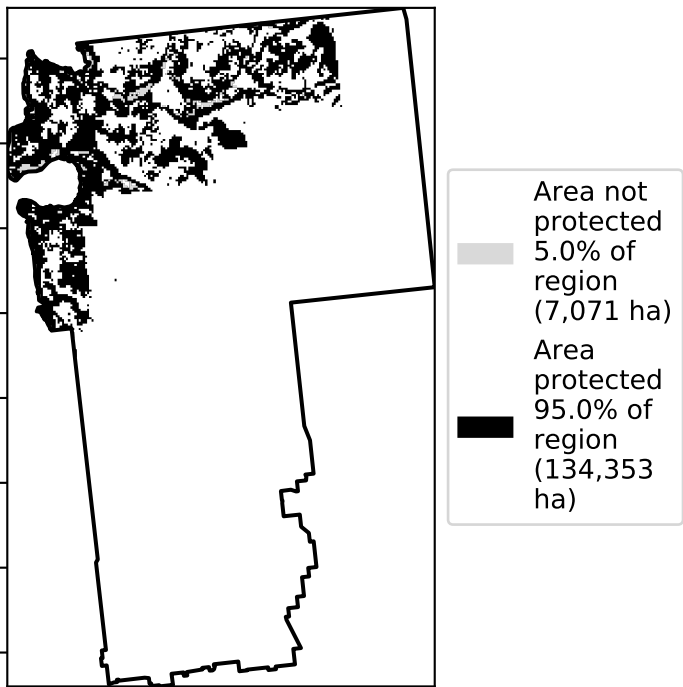 Area not
protected
5.0% of
region
(7,071 ha)
Area
protected
95.0% of
region
(134,353
ha)